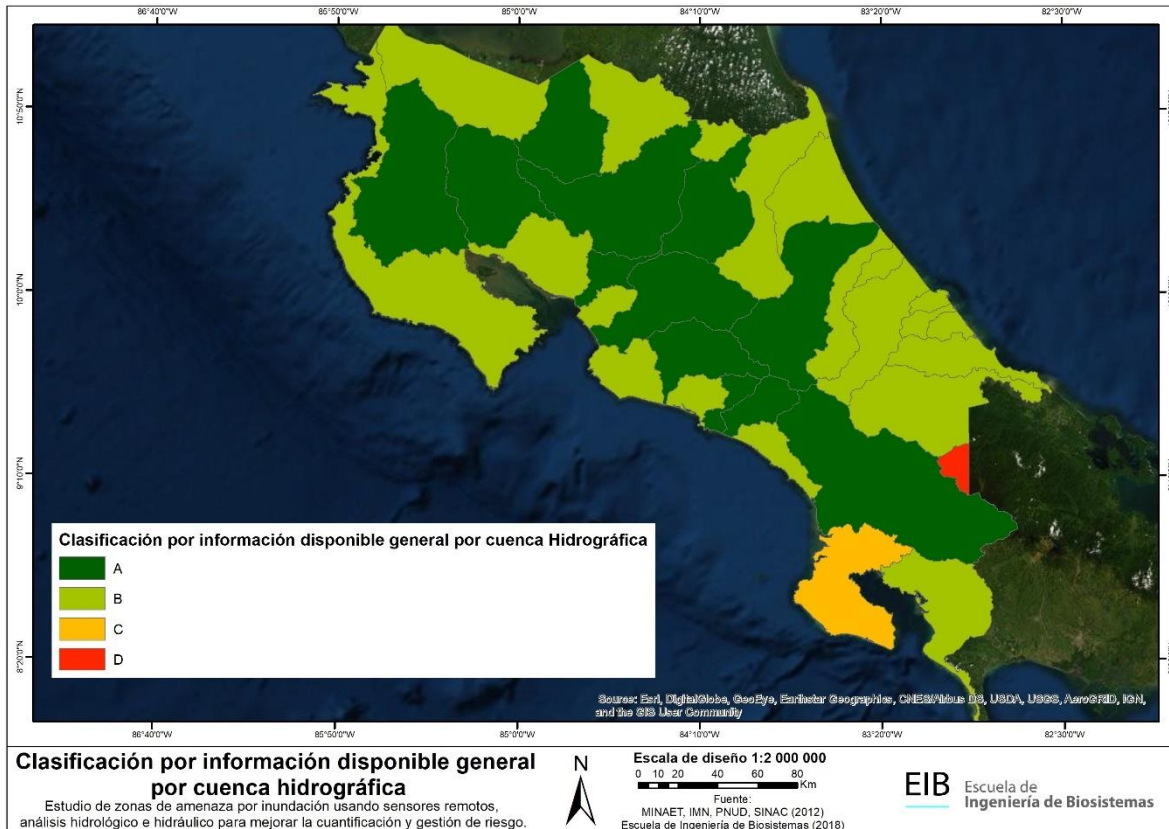 86°40'0"W 85°50'0"W 85°0'0"W 84°10'0"W 83°20'0"W 82°30'0"W
10°50'0"N
10°0'0"N
9°10'0"N
8°20'0"N
Clasificación por información disponible general por cuenca Hidrográfica
A
B
C
D
Source: Esri, DigitalGlobe, GeoEye, Earthstar Geographics, CNES/Airbus DS, USDA, USGS, AeroGRID, IGN,
and the GIS User Community
86°40'0"W 85°50'0"W 85°0'0"W 84°10'0"W 83°20'0"W 82°30'0"W
Clasificación por información disponible general
por cuenca hidrográfica
Estudio de zonas de amenaza por inundación usando sensores remotos,
análisis hidrológico e hidráulico para mejorar la cuantificación y gestión de riesgo.
N
Escala de diseño 1:2 000 000
0 10 20 40 60 80
Km
Fuente:
MINAET, IMN, PNUD, SINAC (2012)
Escuela de Ingeniería de Biosistemas (2018)
EIB
Escuela de
Ingeniería de Biosistemas